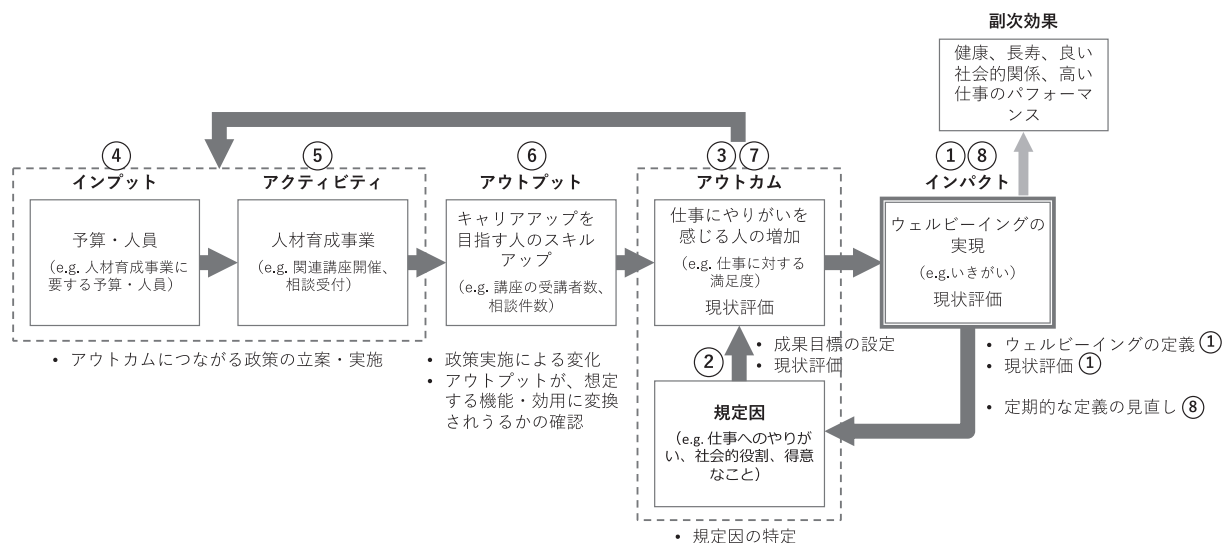 副次効果
健康、長寿、良い
社会的関係、高い
仕事のパフォーマ
ンス
④
インプット
予算・人員
（e.g. 人材育成事業に
要する予算・人員）
⑤
アクティビティ
人材育成事業
（e.g. 関連講座開催、
相談受付）
• アウトカムにつながる政策の立案・実施
⑥
アウトプット
キャリアアップを
目指す人のスキル
アップ
（e.g. 講座の受講者数、
相談件数）
• 政策実施による変化
• アウトプットが、想定
する機能・効用に変換
されうるかの確認
③ ⑦
アウトカム
仕事にやりがいを
感じる人の増加
（e.g. 仕事に対する
満足度）
現状評価
• 成果目標の設定
• 現状評価
②
規定因
（e.g. 仕事へのやりが
い、社会的役割、得意
なこと）
• 規定因の特定
① ⑧
インパクト
ウェルビーイングの
実現
（e.g.いきがい）
現状評価
• ウェルビーイングの定義 ①
• 現状評価 ①
• 定期的な定義の見直し ⑧